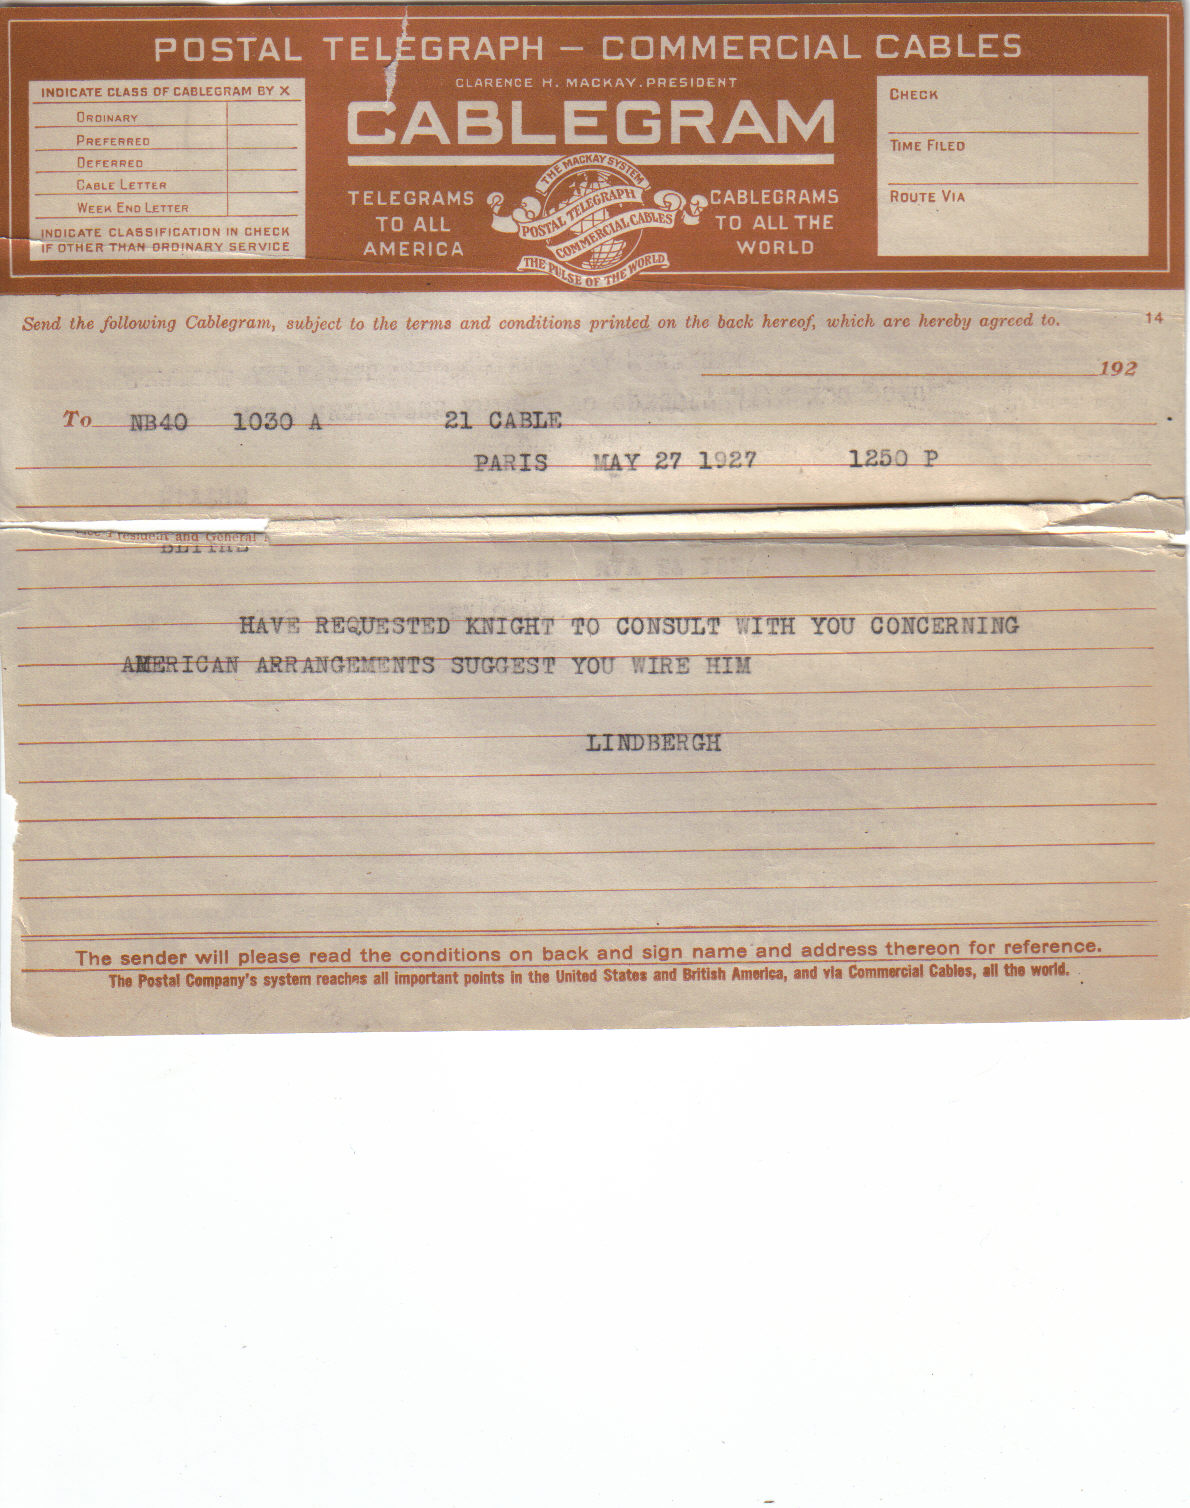 POSTAL TELEGRAPH – COMMERCIAL CABLES
CLARENCE H. MACKAY, PRESIDENT
INDICATE CLASS OF CABLEGRAM BY X
ORDINARY
PREFERRED
DEFERRED
CABLE LETTER
WEEK END LETTER
INDICATE CLASSIFICATION IN CHECK
IF OTHER THAN ORDINARY SERVICE
CABLEGRAM
TELEGRAMS
TO ALL
AMERICA
THE MACKAY SYSTEM
POSTAL TELEGRAPH
COMMERCIAL CABLES
THE PULSE OF THE WORLD
CABLEGRAMS
TO ALL THE
WORLD
CHECK
TIME FILED
ROUTE VIA
Send the following Cablegram, subject to the terms and conditions printed on the back hereof, which are hereby agreed to.
14
192
To NB40 1030 A 21 CABLE
PARIS MAY 27 1927 1250 P
President and General
HAVE REQUESTED KNIGHT TO CONSULT WITH YOU CONCERNING
AMERICAN ARRANGEMENTS SUGGEST YOU WIRE HIM
LINDBERGH
The sender will please read the conditions on back and sign name and address thereon for reference.
The Postal Company's system reaches all important points in the United States and British America, and via Commercial Cables, all the world.